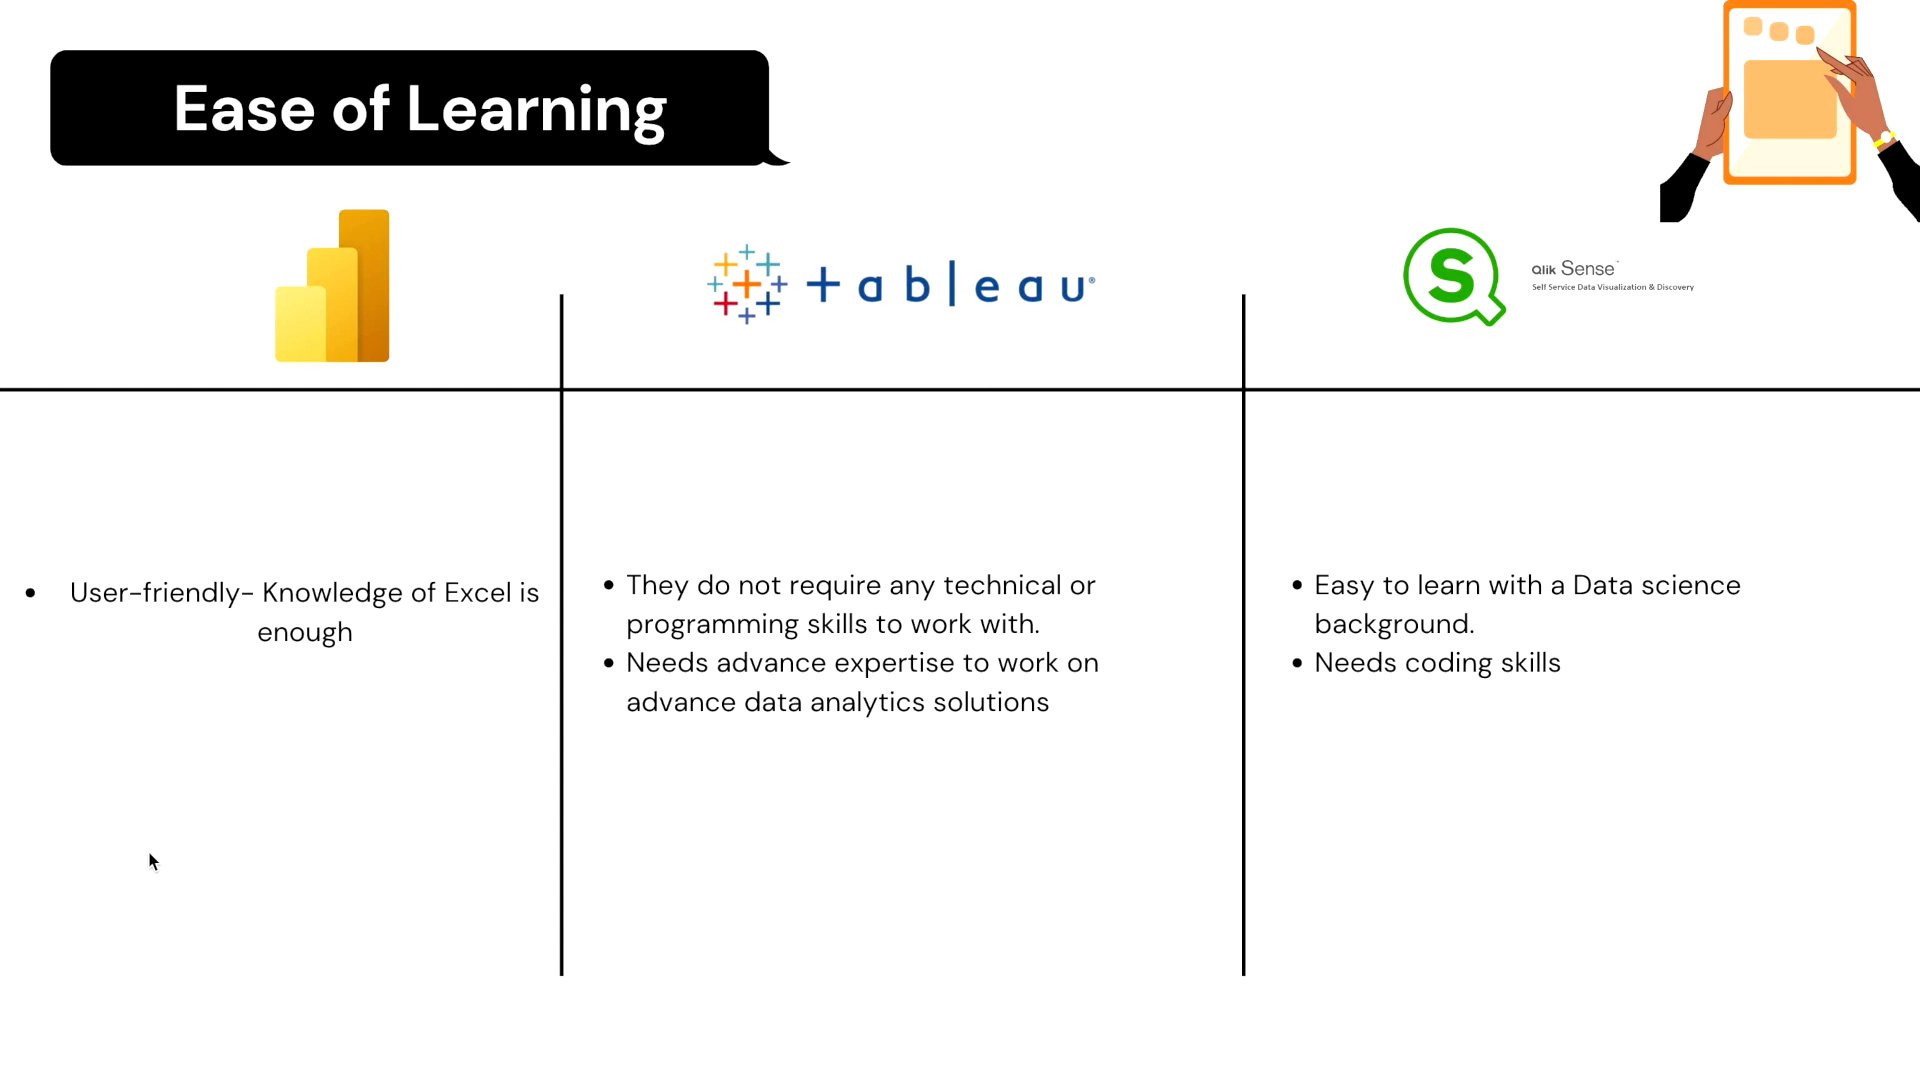 Ease of Learning
+ableau®
S
Qlik Sense™
Self Service Data Visualization & Discovery
• User-friendly- Knowledge of Excel is
enough
• They do not require any technical or
programming skills to work with.
• Needs advance expertise to work on
advance data analytics solutions
• Easy to learn with a Data science
background.
• Needs coding skills